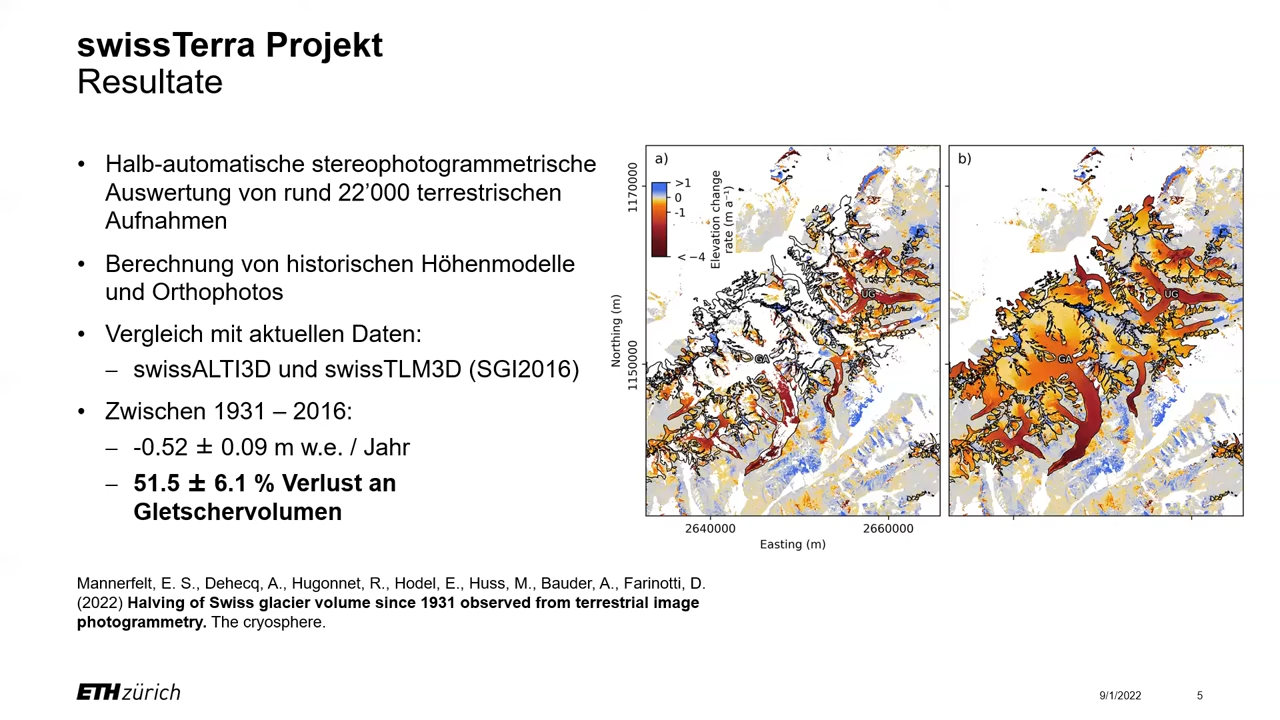 swissTerra Projekt
Resultate
• Halb-automatische stereophotogrammetrische
Auswertung von rund 22’000 terrestrischen
Aufnahmen
• Berechnung von historischen Höhenmodelle
und Orthophotos
• Vergleich mit aktuellen Daten:
– swissALTI3D und swissTLM3D (SGI2016)
• Zwischen 1931 – 2016:
– -0.52 ± 0.09 m w.e. / Jahr
– 51.5 ± 6.1 % Verlust an
Gletschervolumen
a)
>1
0
-1
< −4
Elevation change
rate (m a⁻¹)
UG
GA
b)
UG
GA
Northing (m)
1170000
1150000
2640000
2660000
Easting (m)
Mannerfelt, E. S., Dehecq, A., Hugonnet, R., Hodel, E., Huss, M., Bauder, A., Farinotti, D.
(2022) Halving of Swiss glacier volume since 1931 observed from terrestrial image
photogrammetry. The cryosphere.
ETH zürich
9/1/2022
5